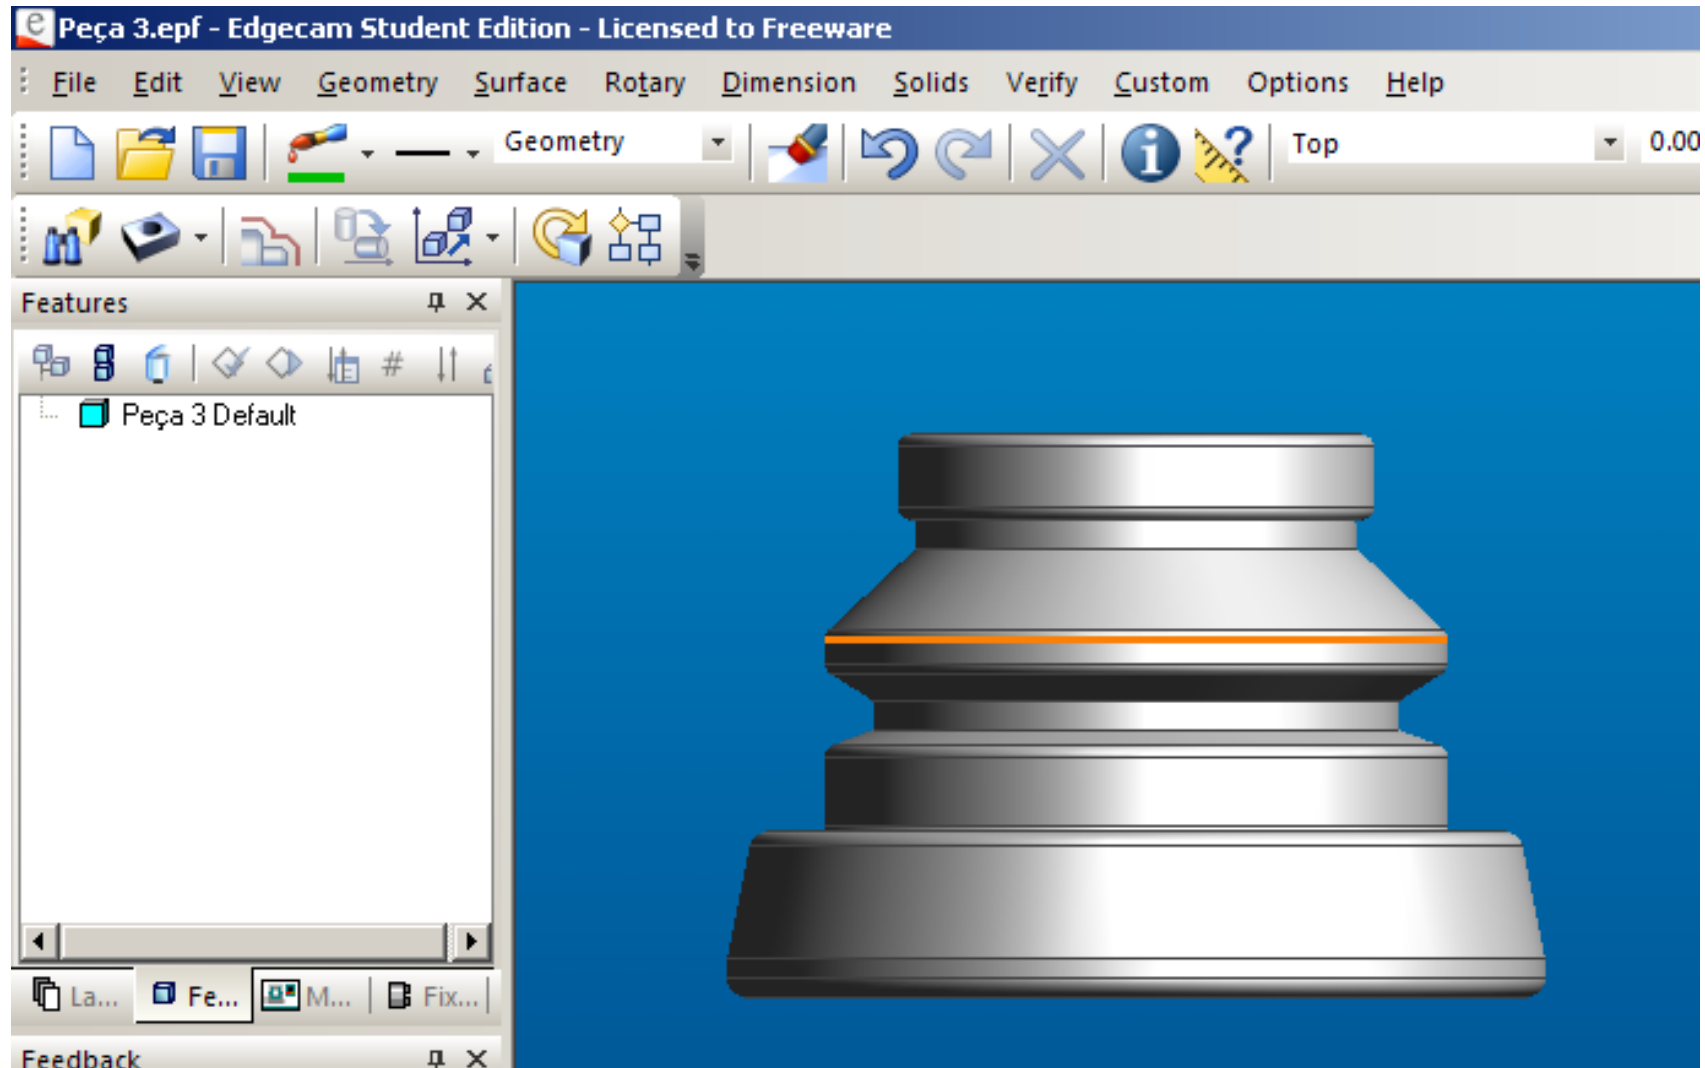 Peça 3.epf - Edgecam Student Edition - Licensed to Freeware
File Edit View Geometry Surface Rotary Dimension Solids Verify Custom Options Help
Geometry Top 0.00
Features
#
Peça 3 Default
La... Fe... M... Fix...
Feedback